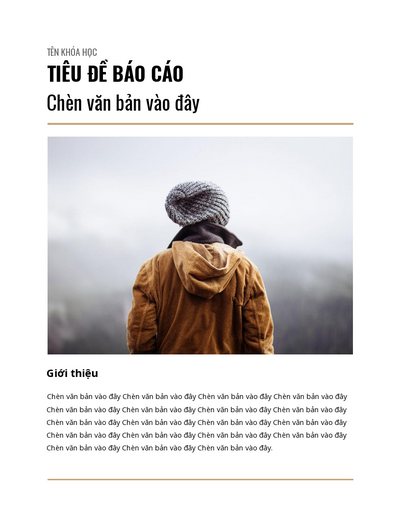 TÊN KHÓA HỌC
TIÊU ĐỀ BÁO CÁO
Chèn văn bản vào đây
Giới thiệu
Chèn văn bản vào đây Chèn văn bản vào đây Chèn văn bản vào đây Chèn văn bản vào đây
Chèn văn bản vào đây Chèn văn bản vào đây Chèn văn bản vào đây Chèn văn bản vào đây
Chèn văn bản vào đây Chèn văn bản vào đây Chèn văn bản vào đây Chèn văn bản vào đây
Chèn văn bản vào đây Chèn văn bản vào đây Chèn văn bản vào đây Chèn văn bản vào đây
Chèn văn bản vào đây Chèn văn bản vào đây Chèn văn bản vào đây.